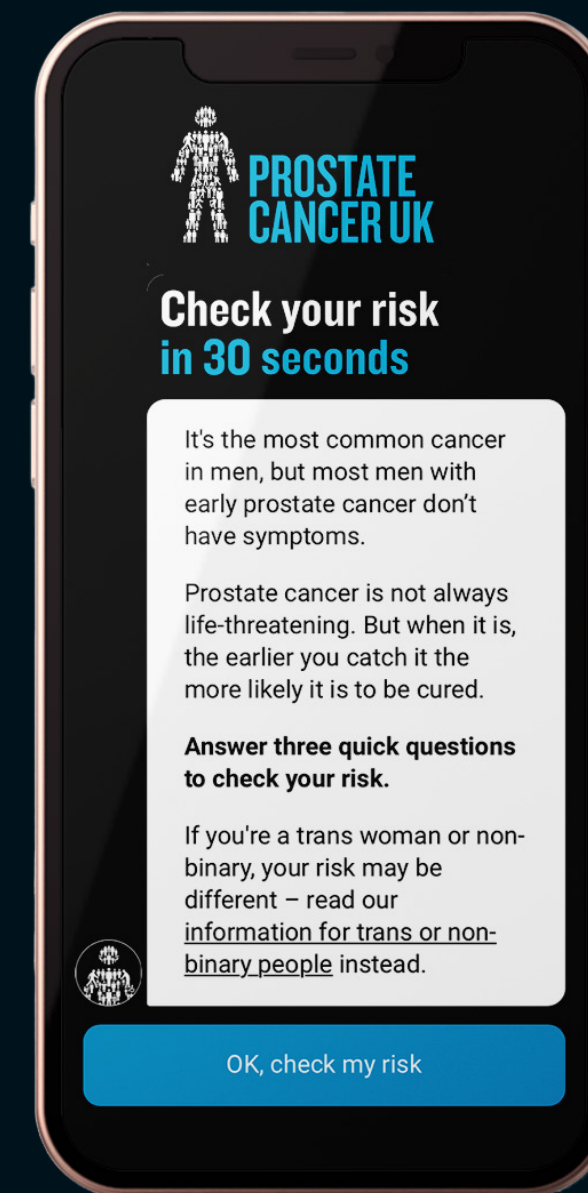 PROSTATE
CANCER UK
Check your risk
in 30 seconds
It's the most common cancer
in men, but most men with
early prostate cancer don’t
have symptoms.
Prostate cancer is not always
life-threatening. But when it is,
the earlier you catch it the
more likely it is to be cured.
Answer three quick questions
to check your risk.
If you're a trans woman or non-
binary, your risk may be
different – read our
information for trans or non-
binary people instead.
OK, check my risk